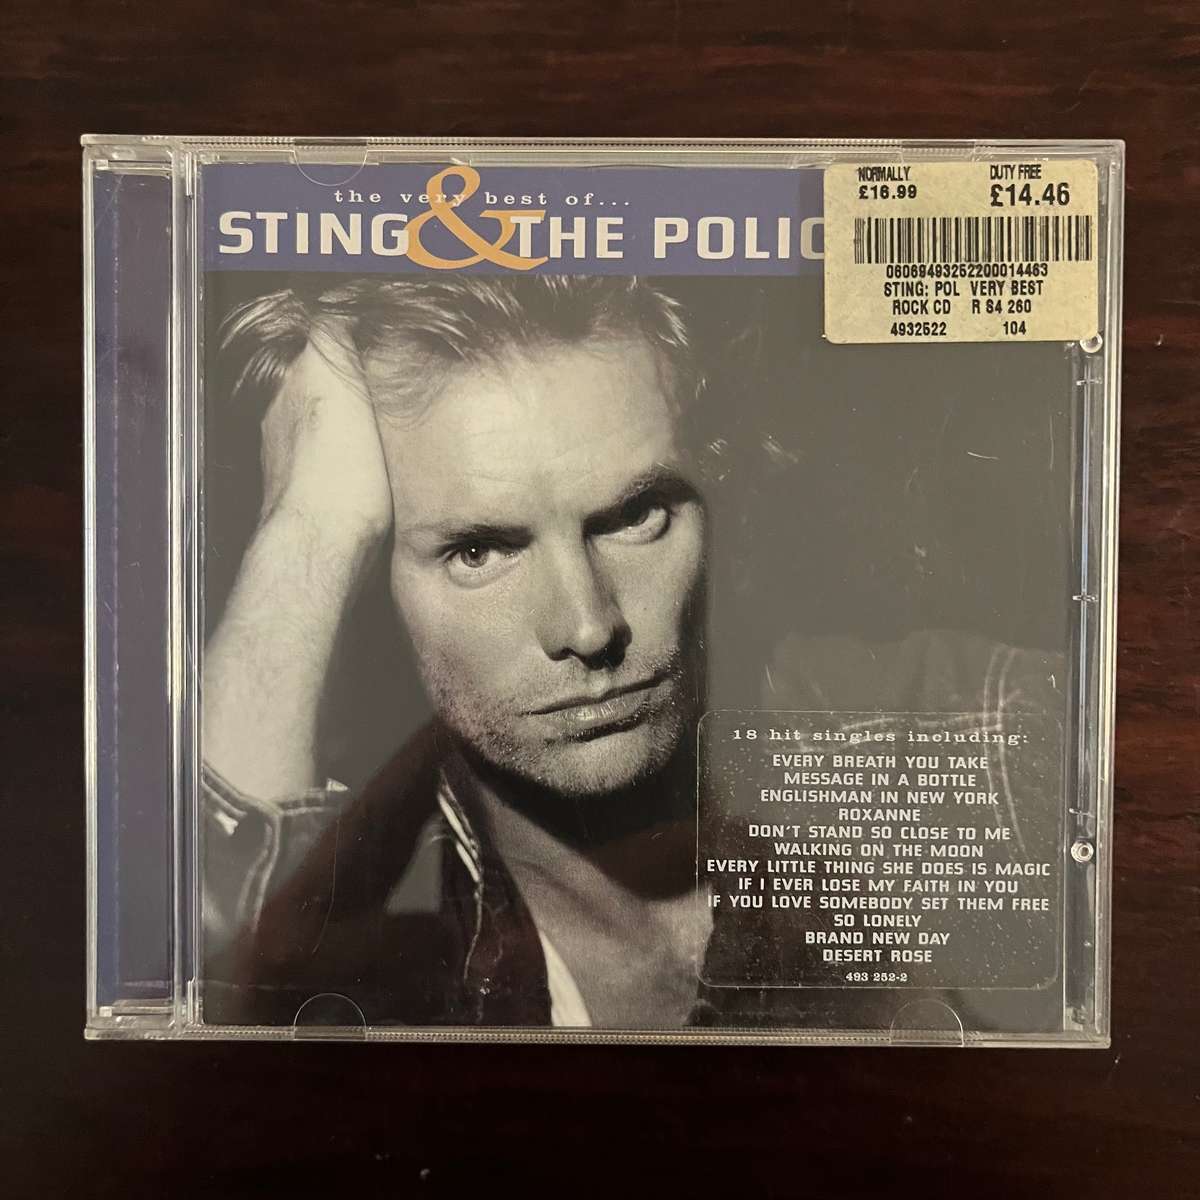 the very best of...
STING & THE POLIC
NORMALLY DUTY FREE
£16.99 £14.46
06069493252200014463
STING; POL VERY BEST
ROCK CD R S4 260
4932522 104
18 hit singles including:
EVERY BREATH YOU TAKE
MESSAGE IN A BOTTLE
ENGLISHMAN IN NEW YORK
ROXANNE
DON'T STAND SO CLOSE TO ME
WALKING ON THE MOON
EVERY LITTLE THING SHE DOES IS MAGIC
IF I EVER LOSE MY FAITH IN YOU
IF YOU LOVE SOMEBODY SET THEM FREE
SO LONELY
BRAND NEW DAY
DESERT ROSE
493 252-2